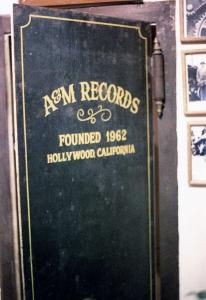 A&M RECORDS
FOUNDED 1962
HOLLYWOOD, CALIFORNIA